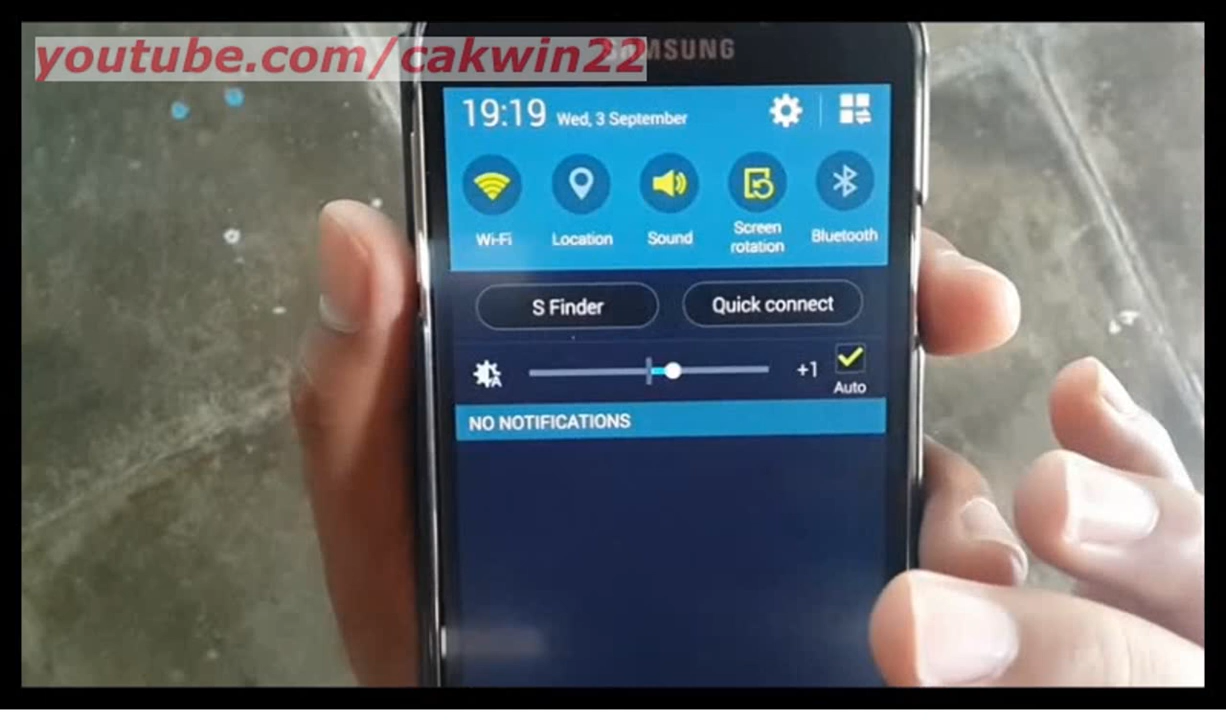 youtube.com/cakwin22
SAMSUNG
19:19 Wed, 3 September
Wi-Fi
Location
Sound
Screen
rotation
Bluetooth
S Finder
Quick connect
+1
Auto
NO NOTIFICATIONS